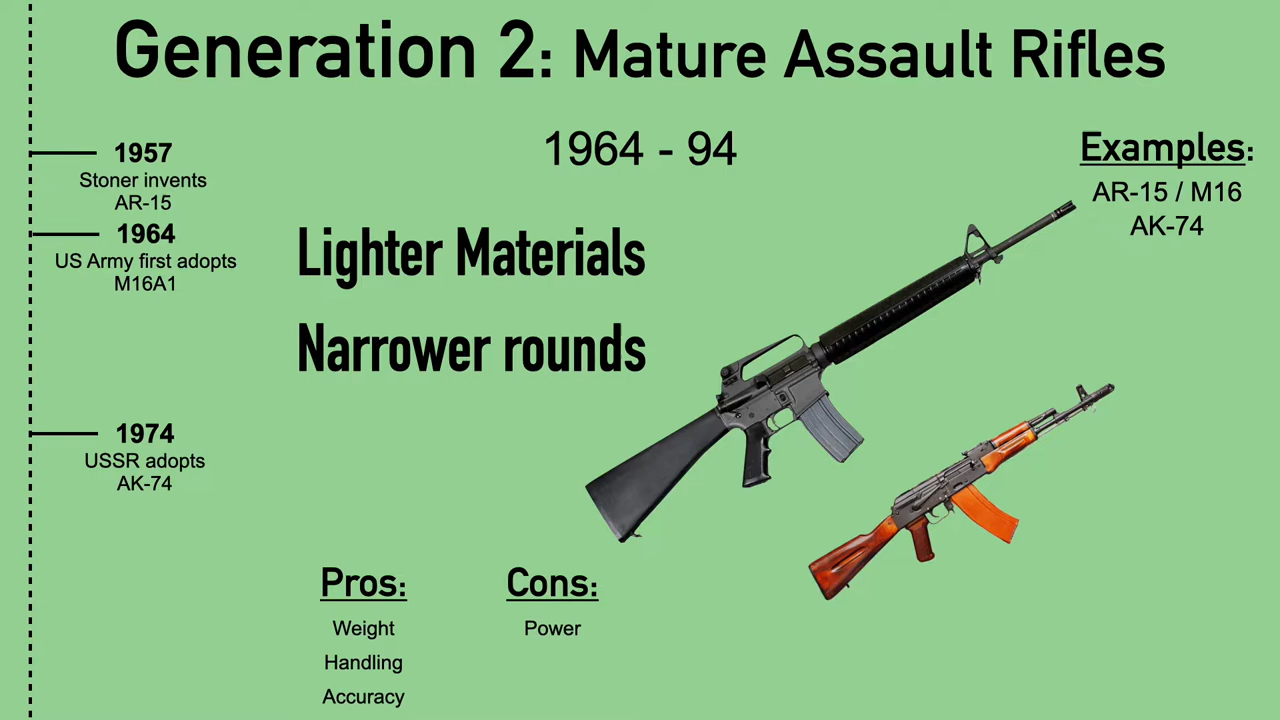 Generation 2: Mature Assault Rifles
1964 - 94
1957
Stoner invents
AR-15
1964
US Army first adopts
M16A1
1974
USSR adopts
AK-74
Lighter Materials
Narrower rounds
Examples:
AR-15 / M16
AK-74
Pros:
Weight
Handling
Accuracy
Cons:
Power